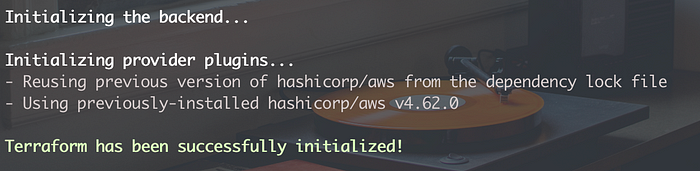 Initializing the backend...
Initializing provider plugins...
- Reusing previous version of hashicorp/aws from the dependency lock file
- Using previously-installed hashicorp/aws v4.62.0
Terraform has been successfully initialized!